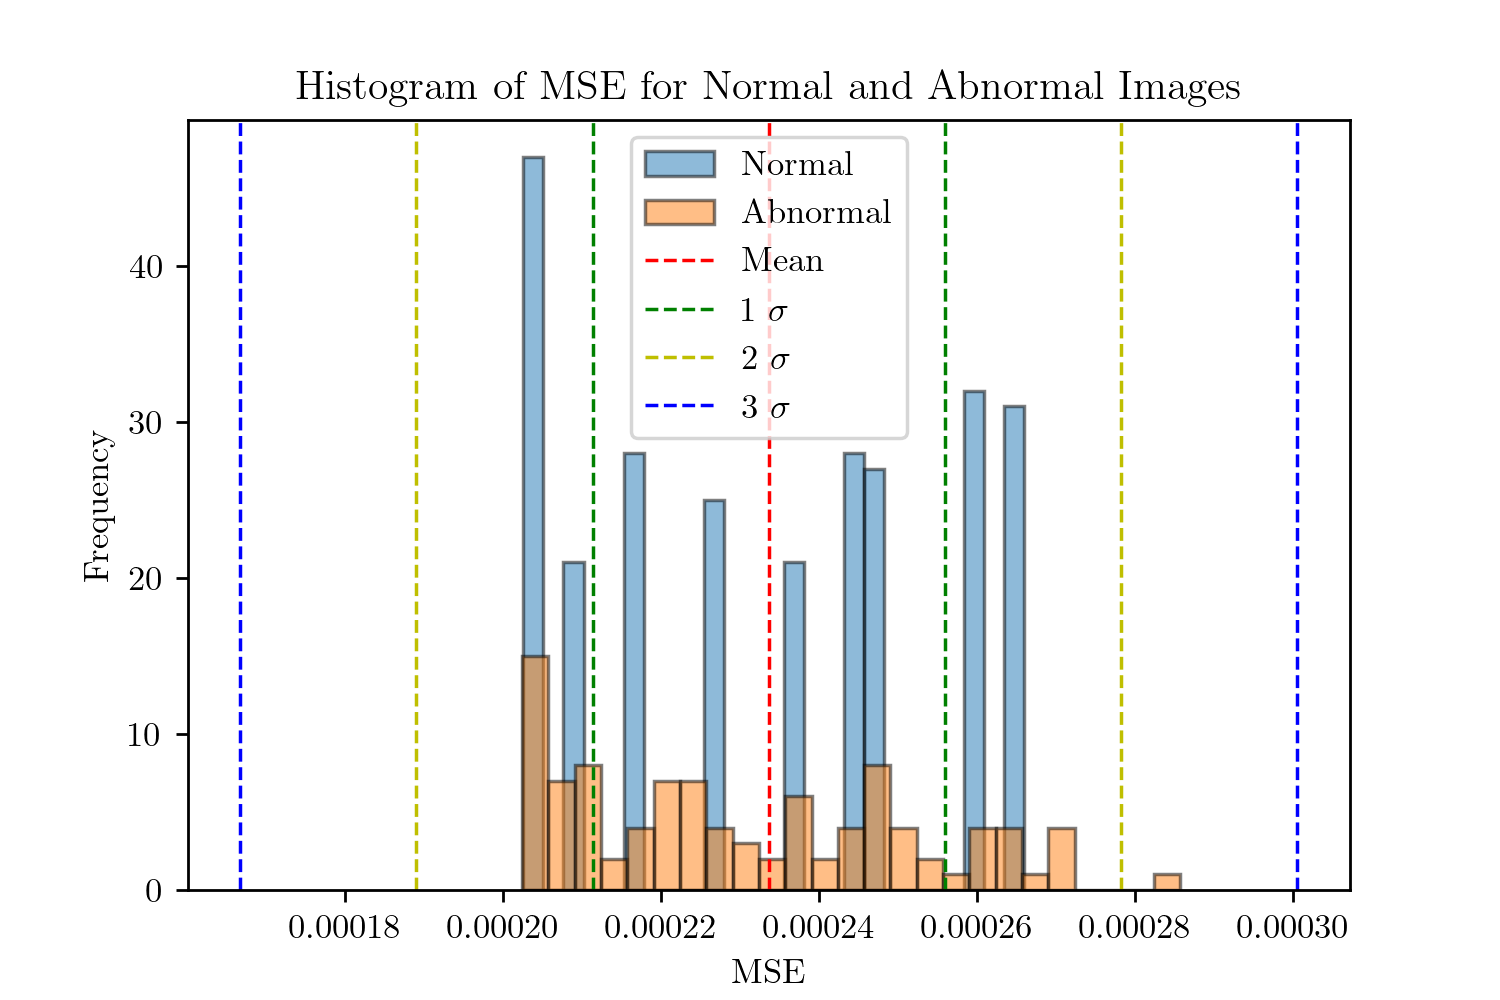 Histogram of MSE for Normal and Abnormal Images
Normal
Abnormal
Mean
1 σ
2 σ
3 σ
40
30
20
10
0
Frequency
0.00018 0.00020 0.00022 0.00024 0.00026 0.00028 0.00030
MSE